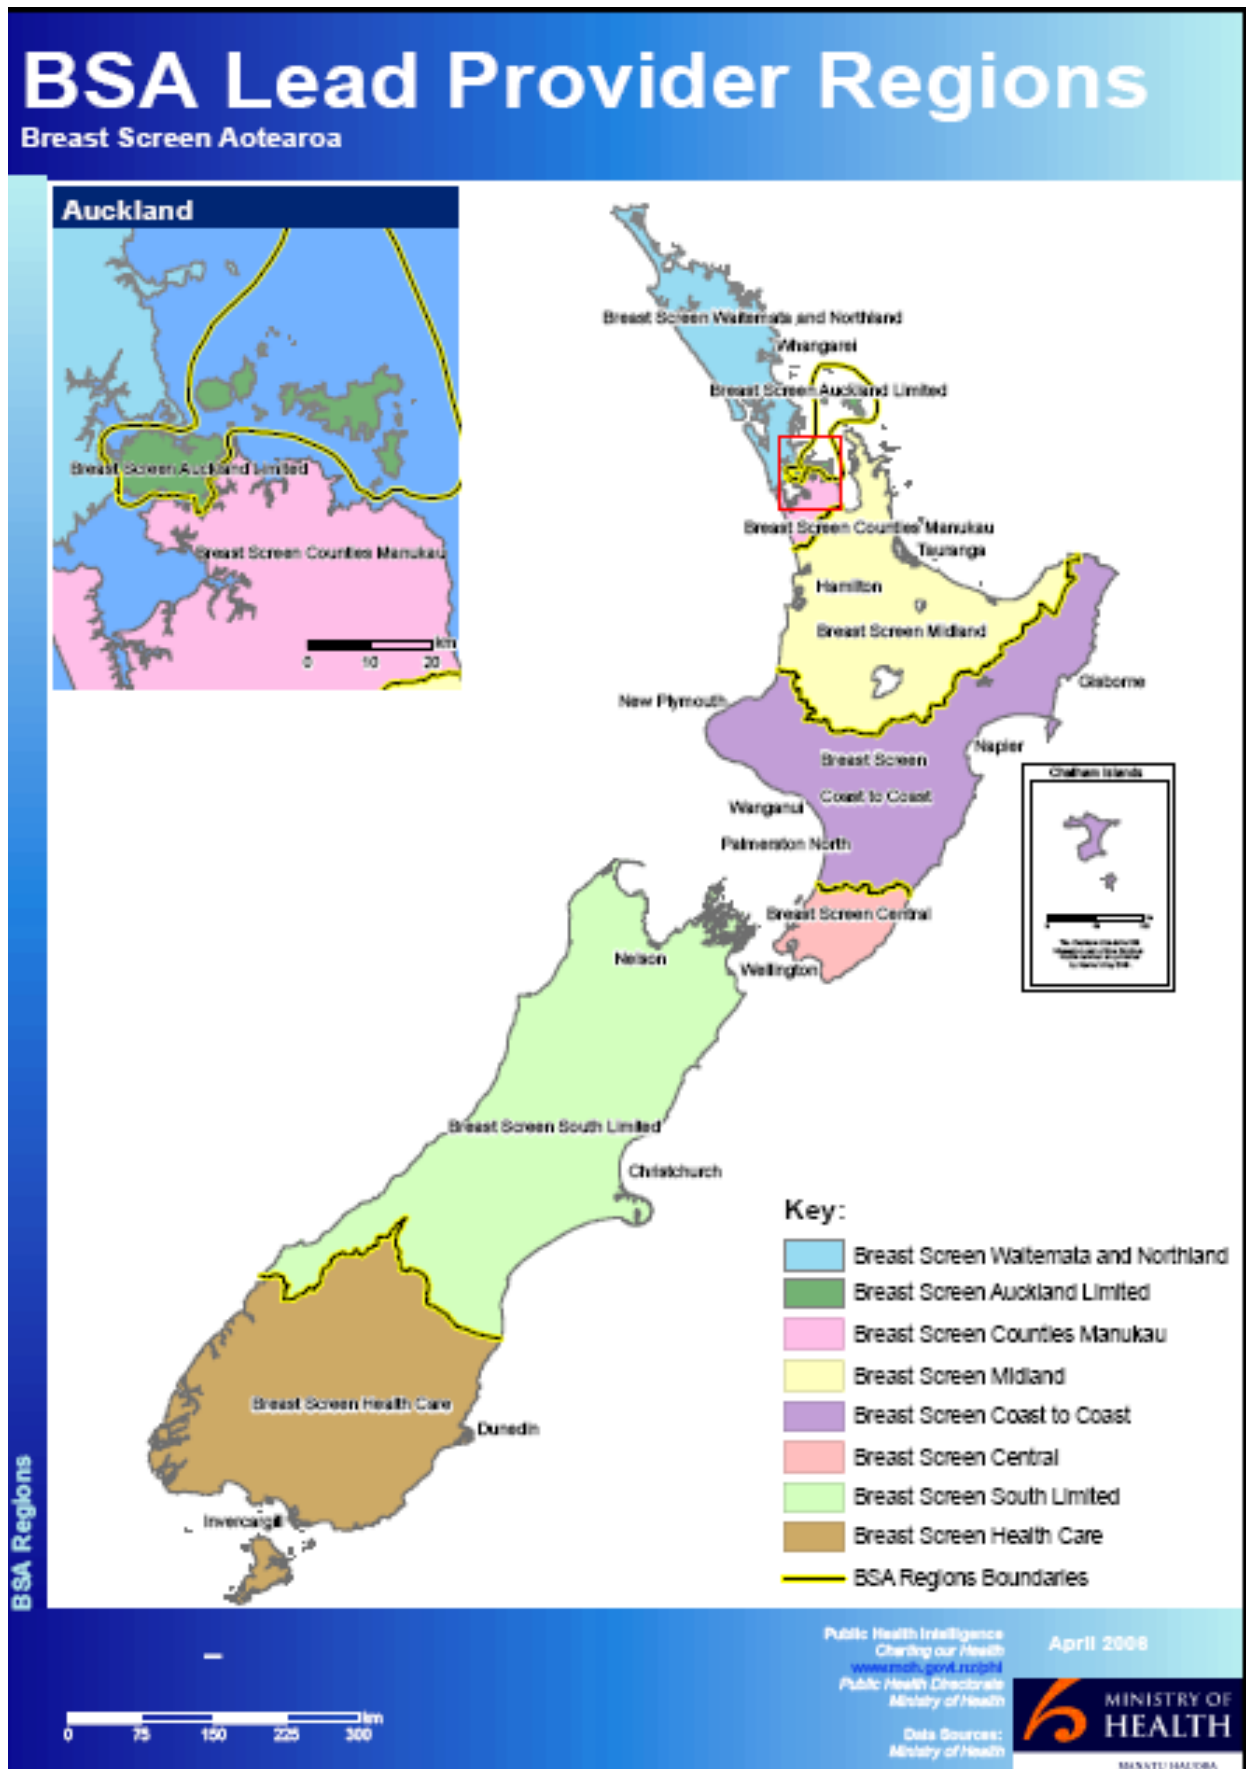 BSA Lead Provider Regions
Breast Screen Aotearoa
Auckland
Breast Screen Auckland Limited
Breast Screen Counties Manukau
km
0 10 20
Breast Screen Waitemata and Northland
Whangarei
Breast Screen Auckland Limited
Breast Screen Counties Manukau
Tauranga
Hamilton
Breast Screen Midland
Gisborne
New Plymouth
Napier
Breast Screen
Coast to Coast
Wanganui
Palmerston North
Chatham Islands
Breast Screen Central
Nelson
Wellington
Breast Screen South Limited
Christchurch
Breast Screen Health Care
Dunedin
Invercargill
Key:
Breast Screen Waitemata and Northland
Breast Screen Auckland Limited
Breast Screen Counties Manukau
Breast Screen Midland
Breast Screen Coast to Coast
Breast Screen Central
Breast Screen South Limited
Breast Screen Health Care
BSA Regions Boundaries
BSA Regions
km
0 75 150 225 300
Public Health Intelligence
Charting our Health
www.moh.govt.nz/phi
Public Health Directorate
Ministry of Health
Data Sources:
Ministry of Health
April 2008
MINISTRY OF
HEALTH